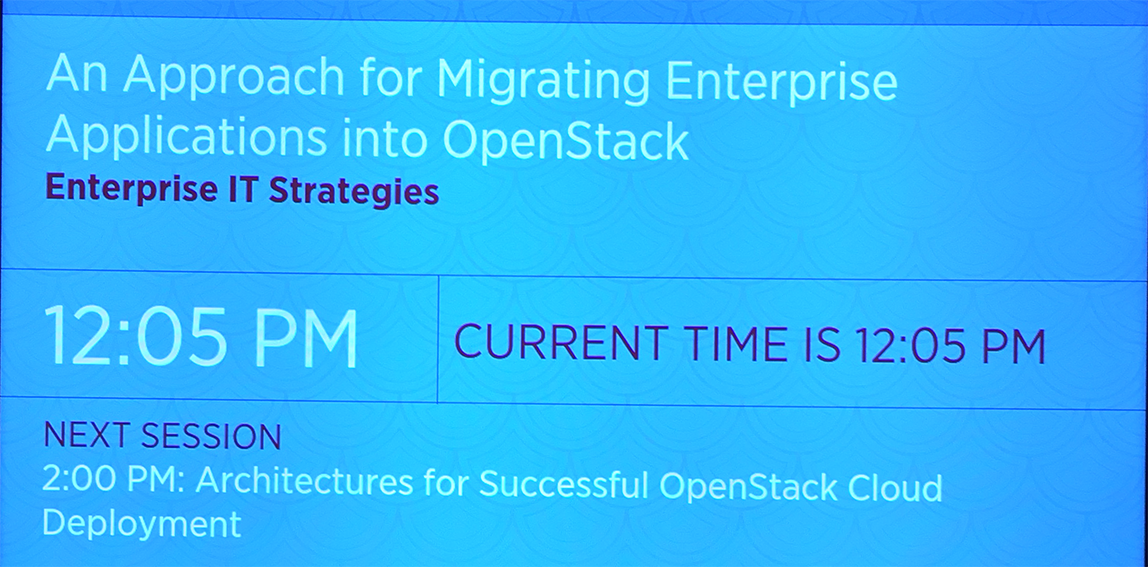 An Approach for Migrating Enterprise
Applications into OpenStack
Enterprise IT Strategies
12:05 PM
CURRENT TIME IS 12:05 PM
NEXT SESSION
2:00 PM: Architectures for Successful OpenStack Cloud
Deployment